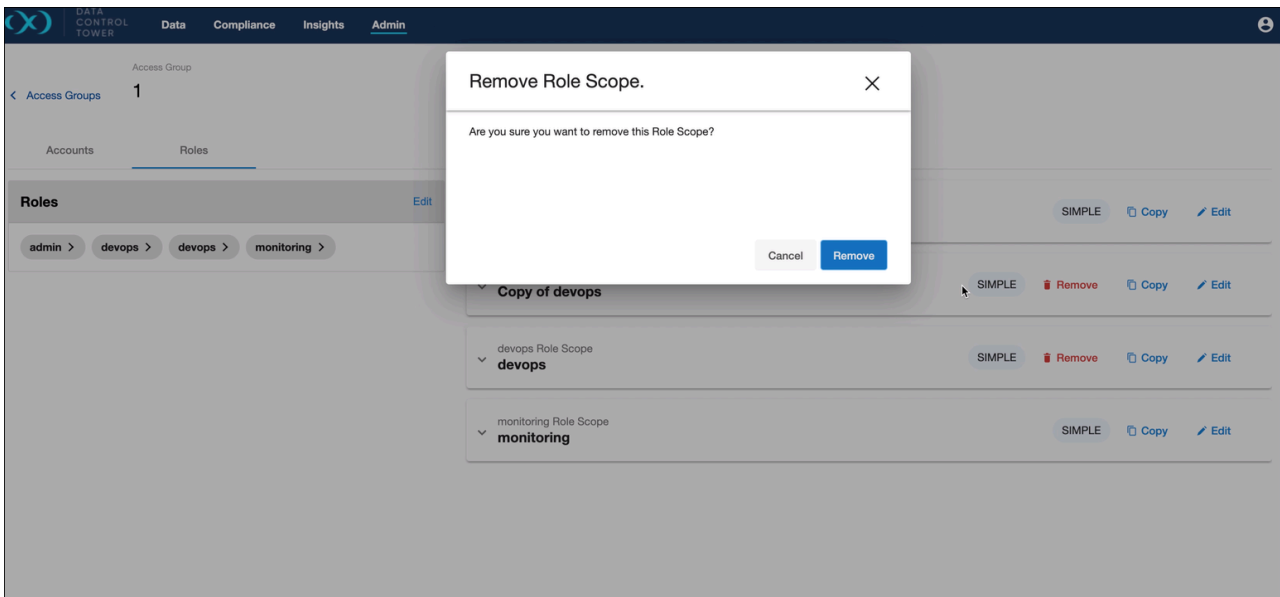 DATA
CONTROL
TOWER
Data Compliance Insights Admin
Access Group
Access Groups
1
Accounts Roles
Roles Edit
admin devops devops monitoring
Remove Role Scope.
Are you sure you want to remove this Role Scope?
Cancel Remove
SIMPLE Copy Edit
Copy of devops
SIMPLE Remove Copy Edit
devops Role Scope
devops
SIMPLE Remove Copy Edit
monitoring Role Scope
monitoring
SIMPLE Copy Edit